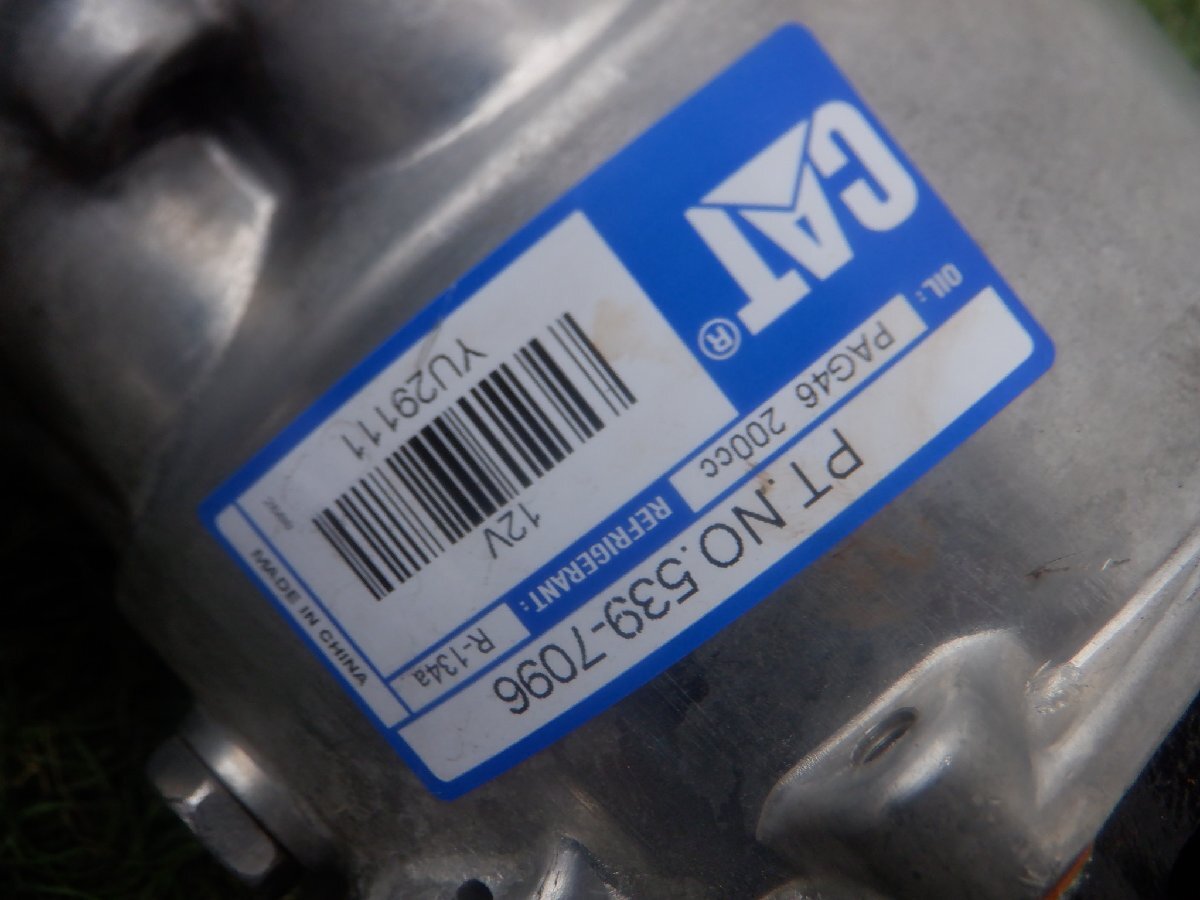 CAT®
OIL: PAG46 200cc REFRIGERANT: R-134a
PT.NO.539-7096
12V
YU29111
MADE IN CHINA